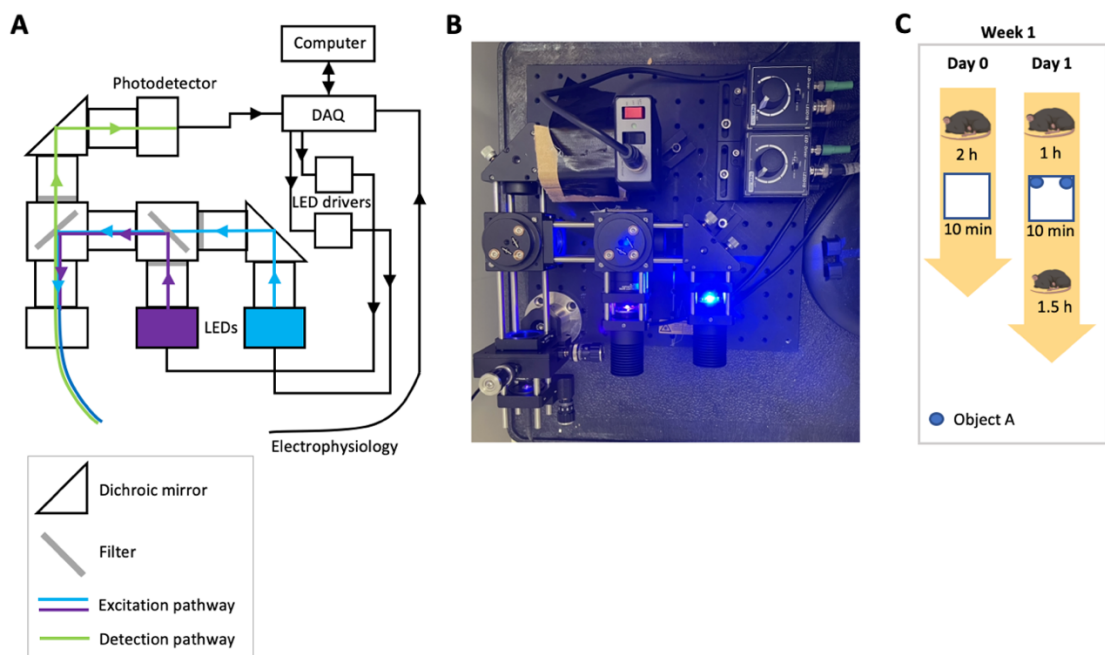 A
Computer
Photodetector
DAQ
LED drivers
LEDs
Electrophysiology
Dichroic mirror
Filter
Excitation pathway
Detection pathway
B
C
Week 1
Day 0
Day 1
2 h
1 h
10 min
10 min
1.5 h
Object A